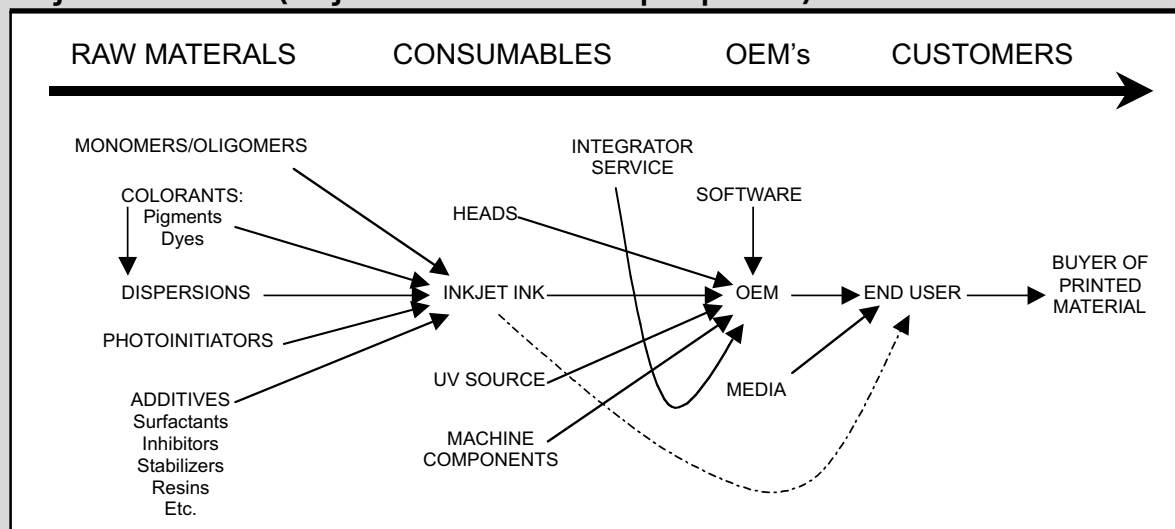 RAW MATERALS
CONSUMABLES
OEM's
CUSTOMERS
MONOMERS/OLIGOMERS
COLORANTS:
Pigments
Dyes
DISPERSIONS
PHOTOINITIATORS
ADDITIVES
Surfactants
Inhibitors
Stabilizers
Resins
Etc.
HEADS
INKJET INK
UV SOURCE
MACHINE
COMPONENTS
INTEGRATOR
SERVICE
SOFTWARE
OEM
MEDIA
END USER
BUYER OF
PRINTED
MATERIAL